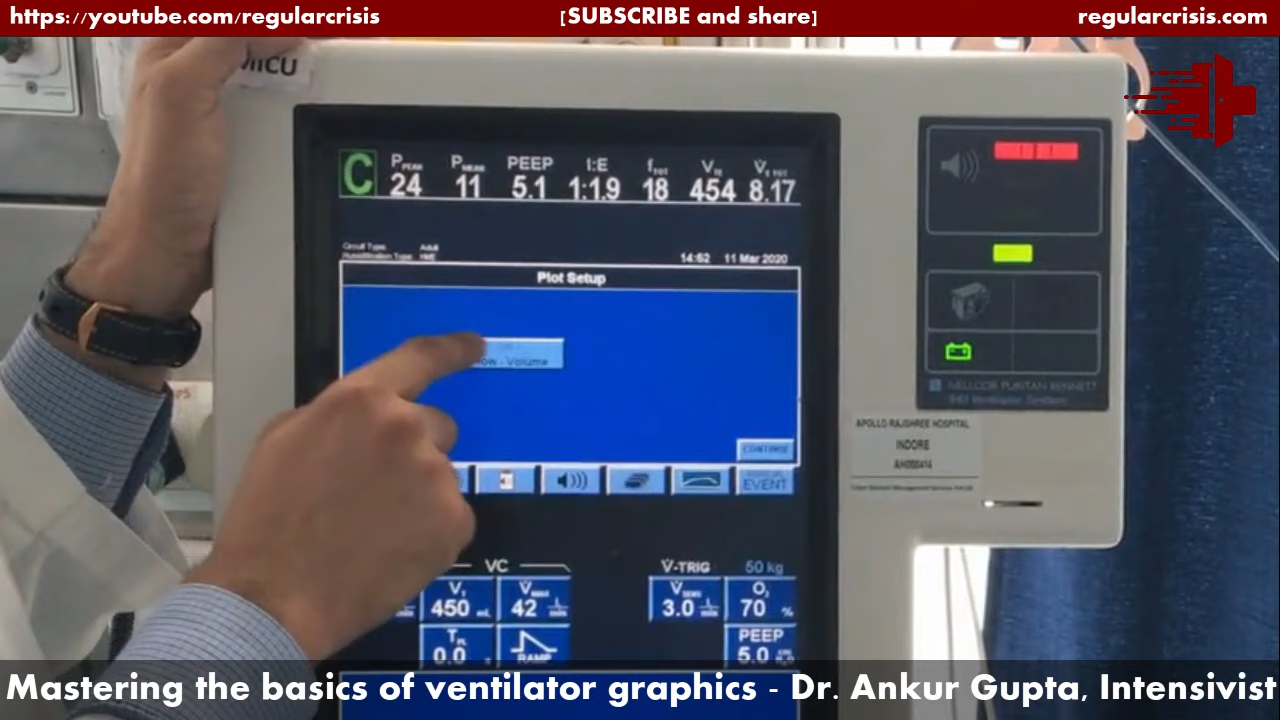 https://youtube.com/regularcrisis [SUBSCRIBE and share] regularcrisis.com
MICU
C PPEAK PMEAN PEEP I:E fTOT VTE V̇E TOT
24 11 5.1 1:1.9 18 454 8.17
Circuit Type: Adult
Humidification Type: HME 14:52 11 Mar 2020
Plot Setup
- Volume
CONTINUE
EVENT
NELLCOR PURITAN BENNETT
APOLLO RAJSHREE HOSPITAL
INDORE
VC V̇-TRIG 50 kg
VT V̇MAX V̇SENS O2
450 mL 42 L/min 3.0 L/min 70 %
TPL RAMP PEEP
0.0 s 5.0 cmH2O
Mastering the basics of ventilator graphics - Dr. Ankur Gupta, Intensivist